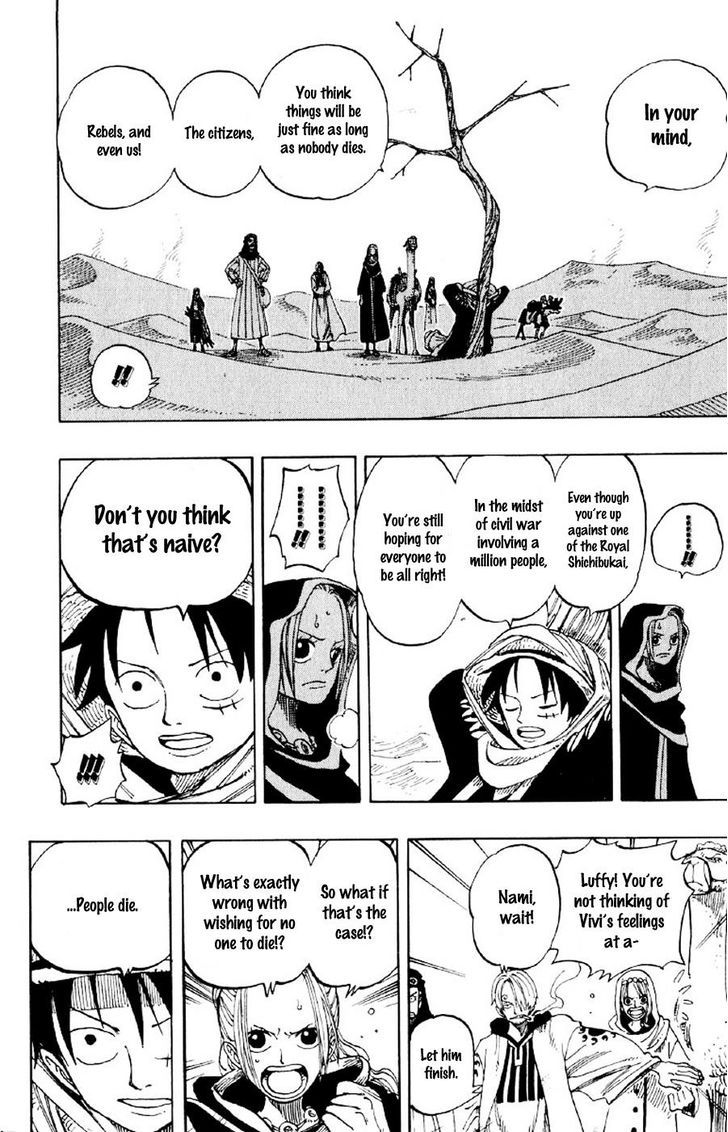 In your
mind,
You think
things will be
just fine as long
as nobody dies.
The citizens,
Rebels, and
even us!
!!
......!!
Even though
you're up
against one
of the Royal
Shichibukai,
In the midst
of civil war
involving a
million people,
You're still
hoping for
everyone to
be all right!
......!!
Don't you think
that's naive?
!!!
Luffy! You're
not thinking of
Vivi's feelings
at a-
Nami,
wait!
Let him
finish.
So what if
that's the
case!?
What's exactly
wrong with
wishing for no
one to die!?
...People die.